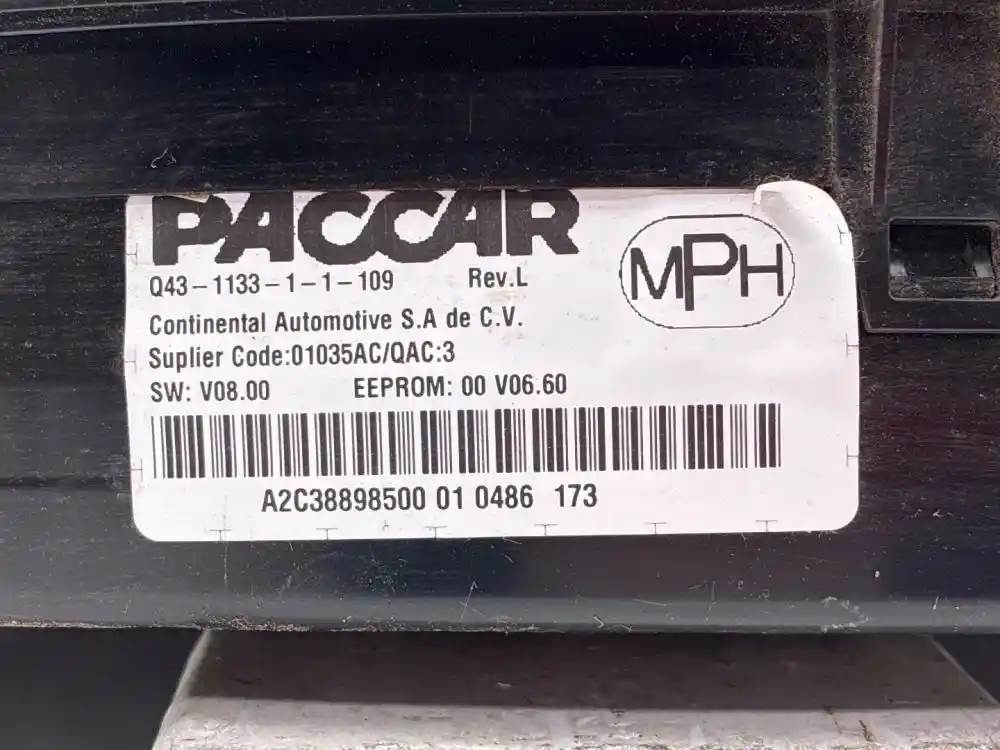 PACCAR
MPH
Q43-1133-1-1-109 Rev.L
Continental Automotive S.A de C.V.
Suplier Code:01035AC/QAC:3
SW: V08.00 EEPROM: 00 V06.60
A2C38898500 01 0486 173